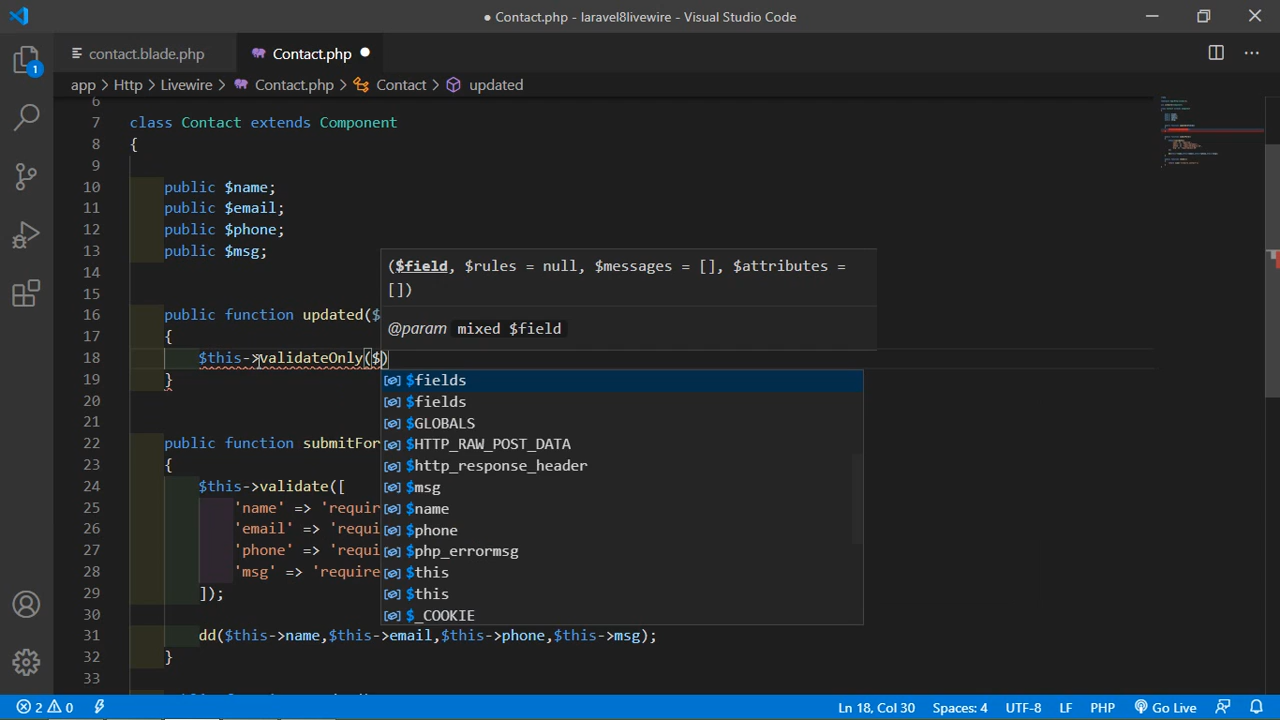 ● Contact.php - laravel8livewire - Visual Studio Code
contact.blade.php
Contact.php ●
app > Http > Livewire > Contact.php > Contact > updated
1
6
7 class Contact extends Component
8 {
9
10 public $name;
11 public $email;
12 public $phone;
13 public $msg;
14
($field, $rules = null, $messages = [], $attributes =
[])
@param mixed $field
15
16 public function updated($
17 {
18 $this->validateOnly($)
19 }
$fields
$fields
$GLOBALS
$HTTP_RAW_POST_DATA
$http_response_header
$msg
$name
$phone
$php_errormsg
$this
$this
$_COOKIE
20
21
22 public function submitFor
23 {
24 $this->validate([
25 'name' => 'requir
26 'email' => 'requi
27 'phone' => 'requi
28 'msg' => 'require
29 ]);
30
31 dd($this->name,$this->email,$this->phone,$this->msg);
32 }
33
2 0
Ln 18, Col 30 Spaces: 4 UTF-8 LF PHP Go Live